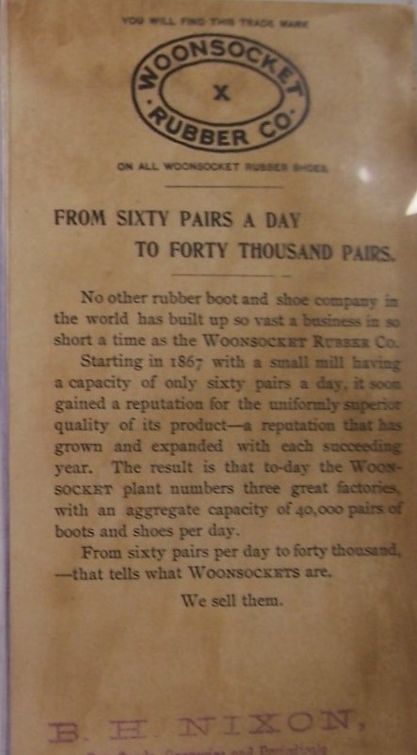 YOU WILL FIND THIS TRADE MARK
WOONSOCKET
X
RUBBER CO.
ON ALL WOONSOCKET RUBBER SHOES.
FROM SIXTY PAIRS A DAY
TO FORTY THOUSAND PAIRS.
No other rubber boot and shoe company in
the world has built up so vast a business in so
short a time as the WOONSOCKET RUBBER CO.
Starting in 1867 with a small mill having
a capacity of only sixty pairs a day, it soon
gained a reputation for the uniformly superior
quality of its product—a reputation that has
grown and expanded with each succeeding
year. The result is that to-day the WOON-
SOCKET plant numbers three great factories,
with an aggregate capacity of 40,000 pairs of
boots and shoes per day.
From sixty pairs per day to forty thousand,
—that tells what WOONSOCKETS are.
We sell them.
B. H. NIXON,